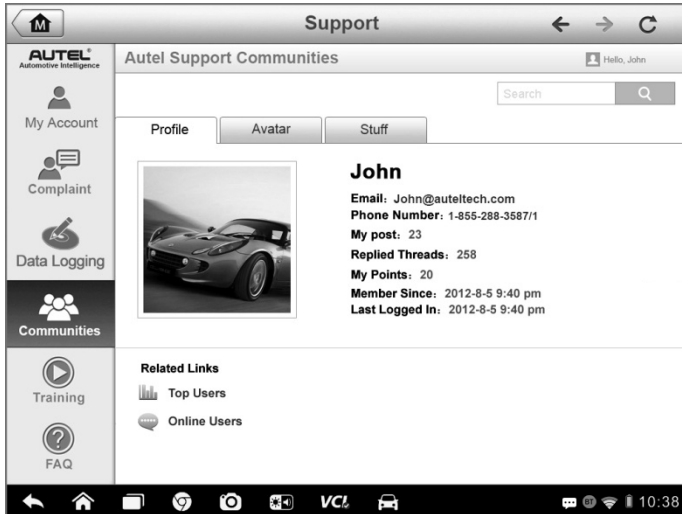 M
Support
AUTEL®
Automotive Intelligence
Autel Support Communities
Hello, John
Search
My Account
Complaint
Data Logging
Communities
Training
?
FAQ
Profile
Avatar
Stuff
John
Email: John@auteltech.com
Phone Number: 1-855-288-3587/1
My post: 23
Replied Threads: 258
My Points: 20
Member Since: 2012-8-5 9:40 pm
Last Logged In: 2012-8-5 9:40 pm
Related Links
Top Users
Online Users
VCI
BT
10:38